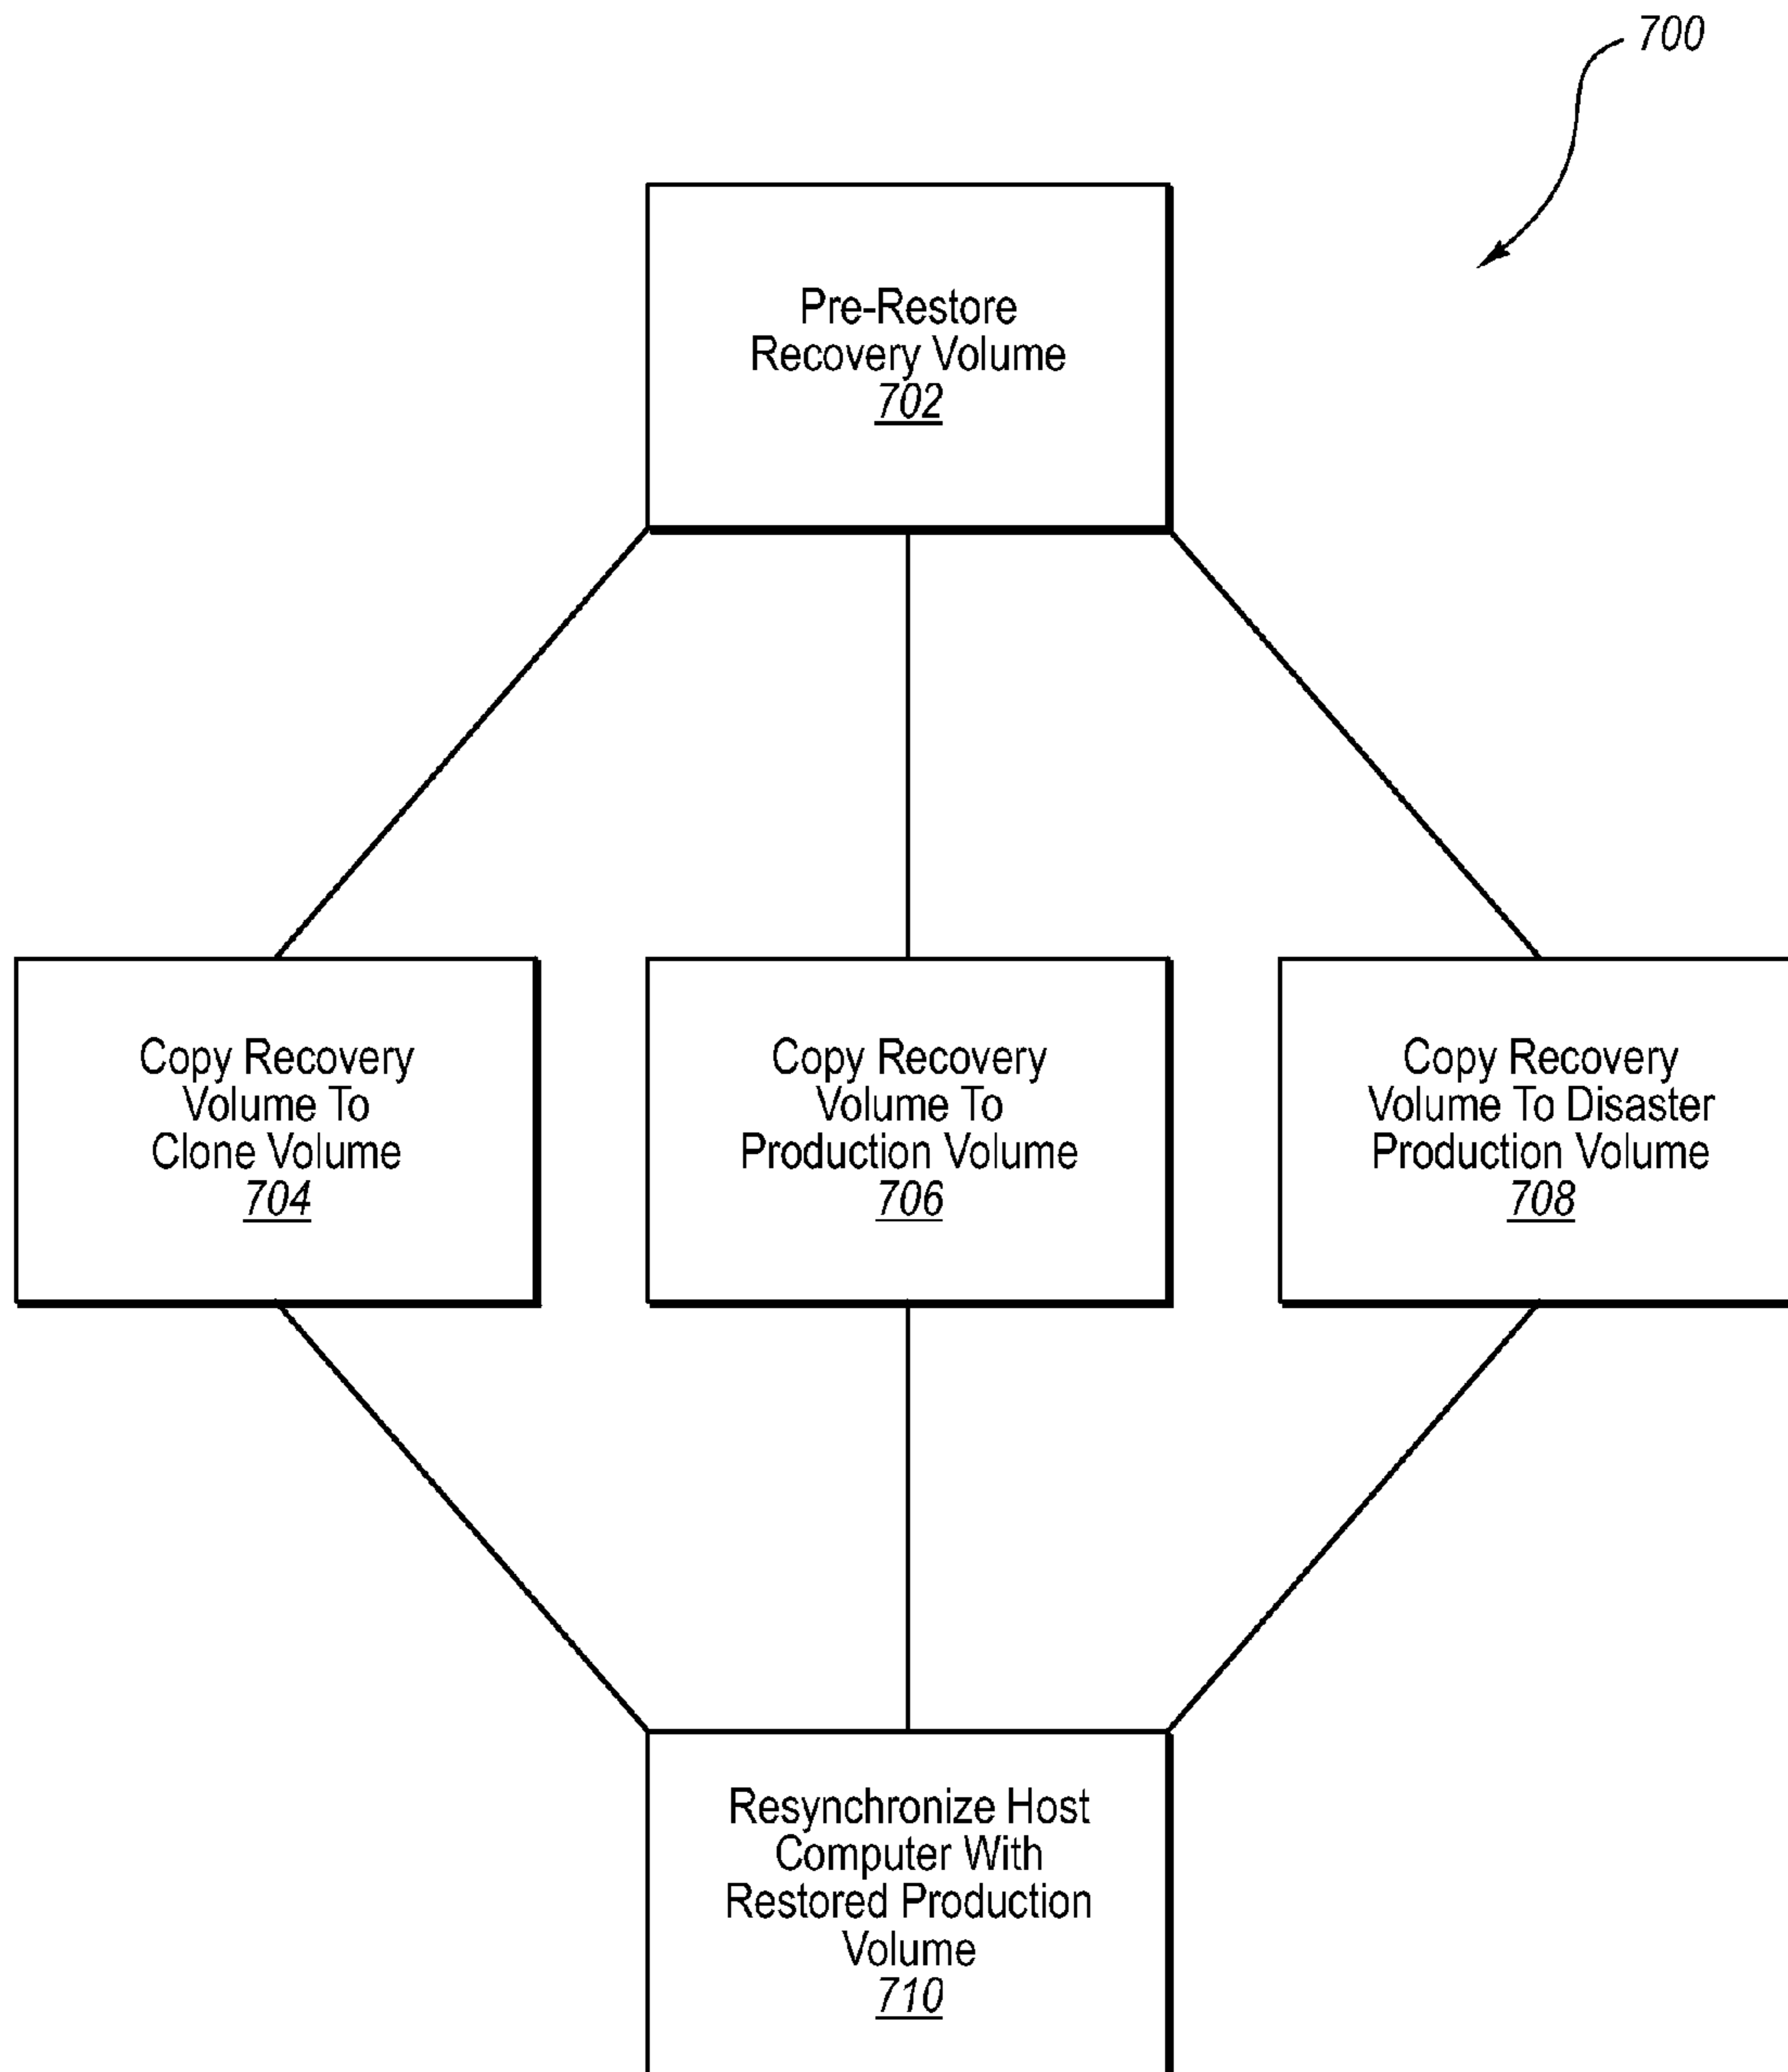 700
Pre-Restore
Recovery Volume
702
Copy Recovery
Volume To
Clone Volume
704
Copy Recovery
Volume To
Production Volume
706
Copy Recovery
Volume To Disaster
Production Volume
708
Resynchronize Host
Computer With
Restored Production
Volume
710